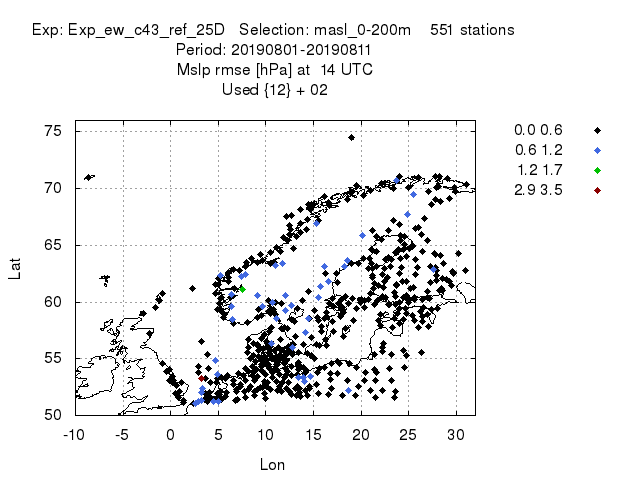 Exp: Exp_ew_c43_ref_25D Selection: masl_0-200m 551 stations
Period: 20190801-20190811
Mslp rmse [hPa] at 14 UTC
Used {12} + 02
0.0 0.6
0.6 1.2
1.2 1.7
2.9 3.5
75
70
65
60
55
50
Lat
-10 -5 0 5 10 15 20 25 30
Lon